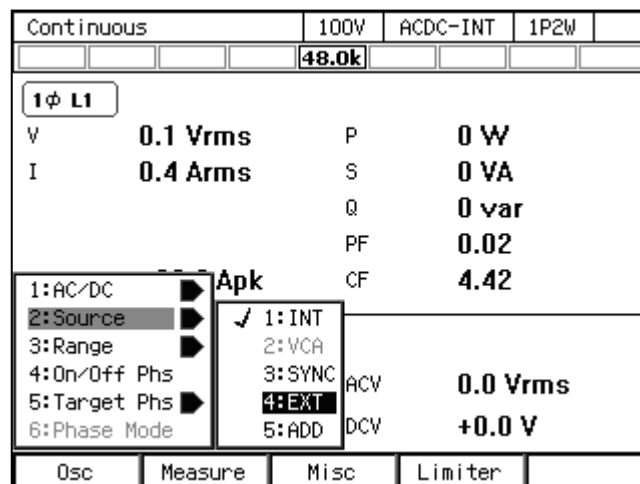 Continuous 100V ACDC-INT 1P2W
48.0k
1ϕ L1
V 0.1 Vrms P 0 W
I 0.4 Arms S 0 VA
Q 0 var
PF 0.02
Apk CF 4.42
1:AC/DC
2:Source ✓ 1:INT
3:Range 2:VCA
4:On/Off Phs 3:SYNC ACV 0.0 Vrms
5:Target Phs 4:EXT
6:Phase Mode 5:ADD DCV +0.0 V
Osc Measure Misc Limiter